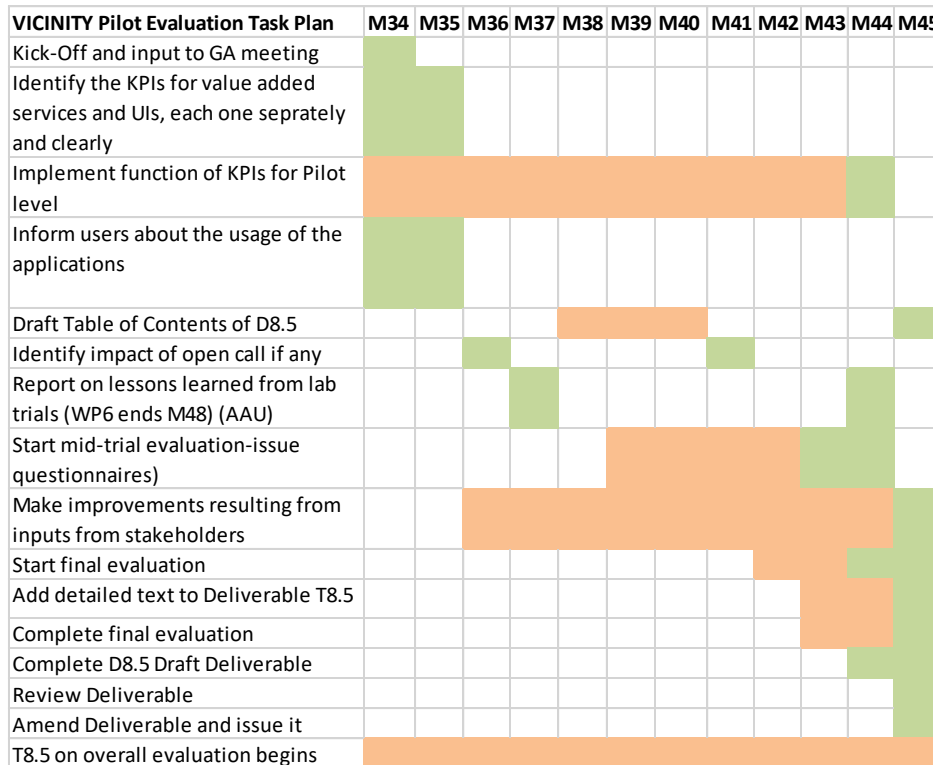 VICINITY Pilot Evaluation Task Plan M34 M35 M36 M37 M38 M39 M40 M41 M42 M43 M44 M45
Kick-Off and input to GA meeting
Identify the KPIs for value added
services and UIs, each one seprately
and clearly
Implement function of KPIs for Pilot
level
Inform users about the usage of the
applications
Draft Table of Contents of D8.5
Identify impact of open call if any
Report on lessons learned from lab
trials (WP6 ends M48) (AAU)
Start mid-trial evaluation-issue
questionnaires)
Make improvements resulting from
inputs from stakeholders
Start final evaluation
Add detailed text to Deliverable T8.5
Complete final evaluation
Complete D8.5 Draft Deliverable
Review Deliverable
Amend Deliverable and issue it
T8.5 on overall evaluation begins